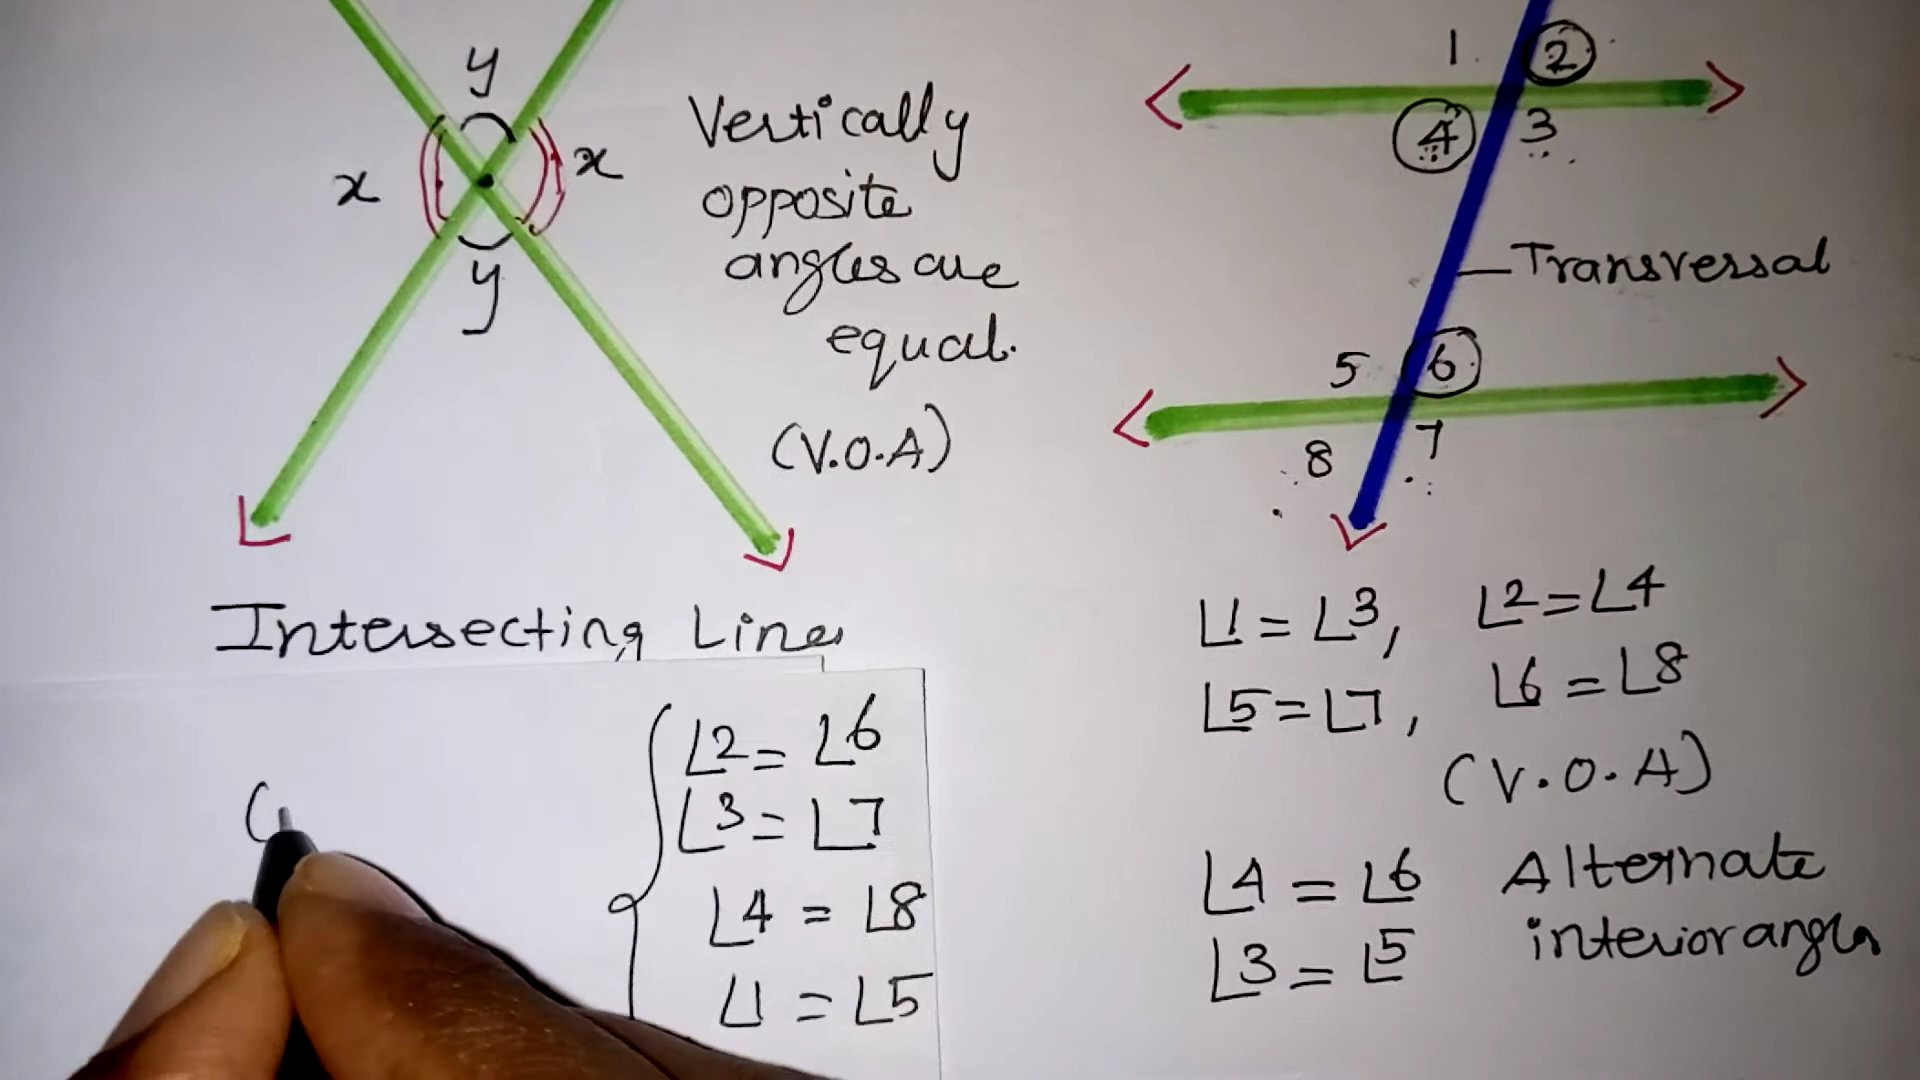 y
x
x
y
Vertically
opposite
angles are
equal.
(V.O.A)
Intersecting Lines
∠2 = ∠6
∠3 = ∠7
∠4 = ∠8
∠1 = ∠5
(
1
2
4
3
Transversal
5
6
8
7
∠1 = ∠3, ∠2 = ∠4
∠5 = ∠7, ∠6 = ∠8
(V.O.A)
∠4 = ∠6 Alternate
∠3 = ∠5 interior angles